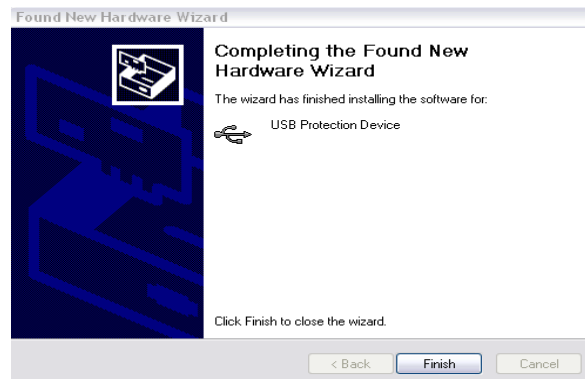 Found New Hardware Wizard
Completing the Found New
Hardware Wizard
The wizard has finished installing the software for:
USB Protection Device
Click Finish to close the wizard.
< Back
Finish
Cancel